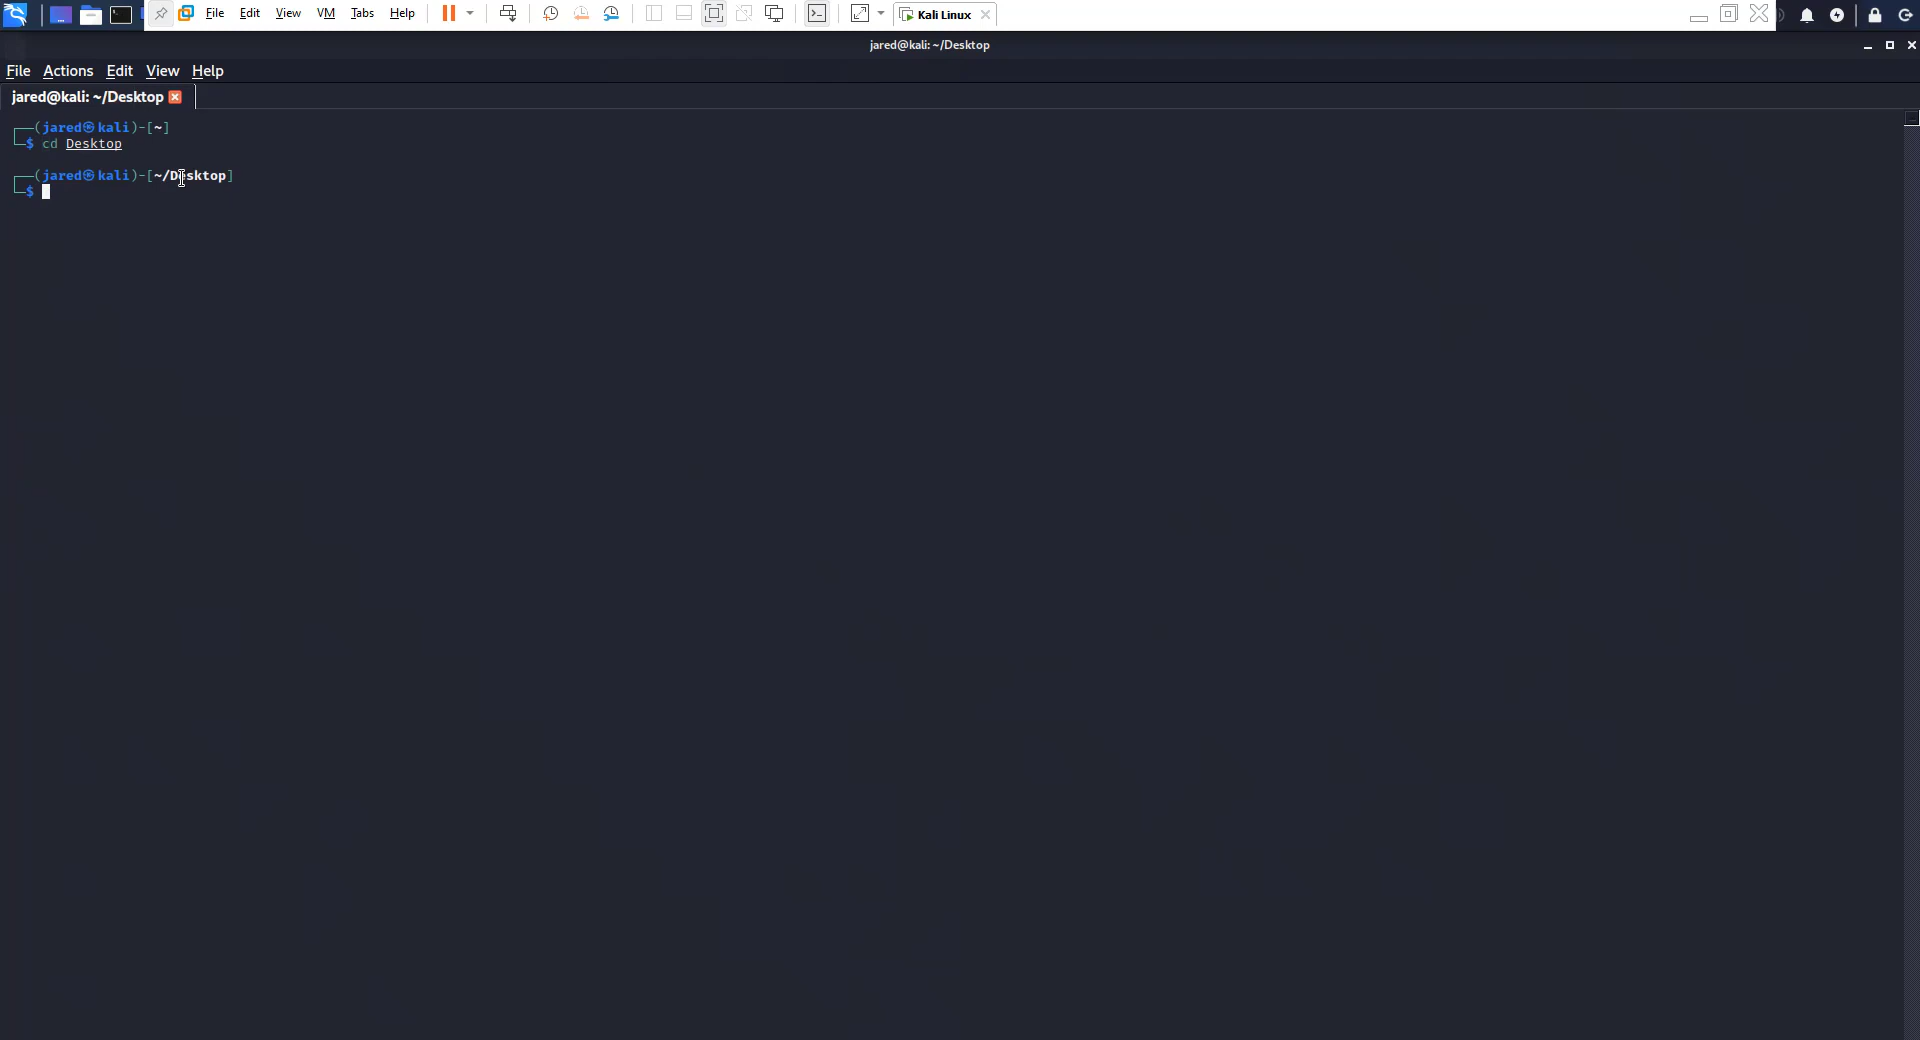 File Edit View VM Tabs Help Kali Linux
jared@kali: ~/Desktop
File Actions Edit View Help
jared@kali: ~/Desktop
┌──(jared㉿kali)-[~]
└─$ cd Desktop
┌──(jared㉿kali)-[~/Desktop]
└─$